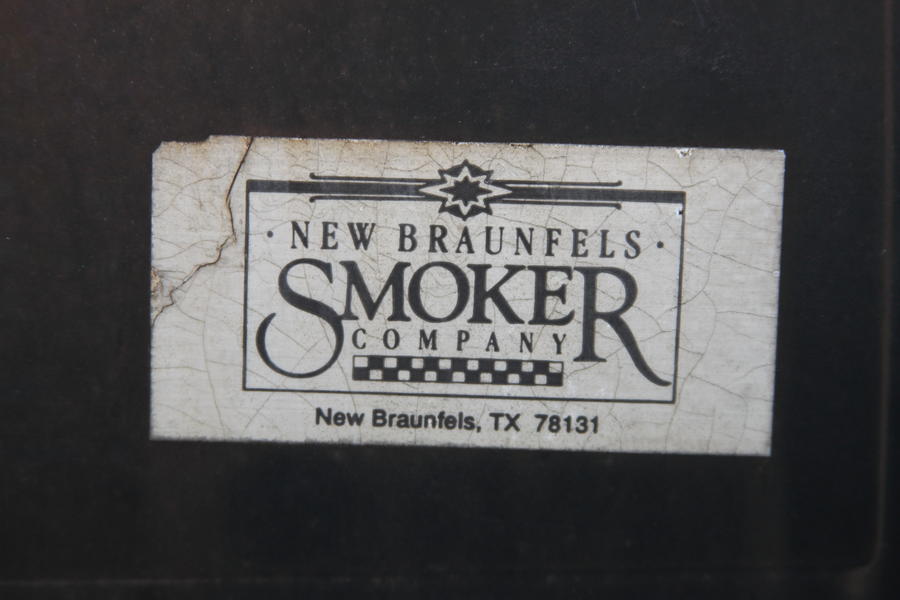 · NEW BRAUNFELS ·
SMOKER
COMPANY
New Braunfels, TX 78131